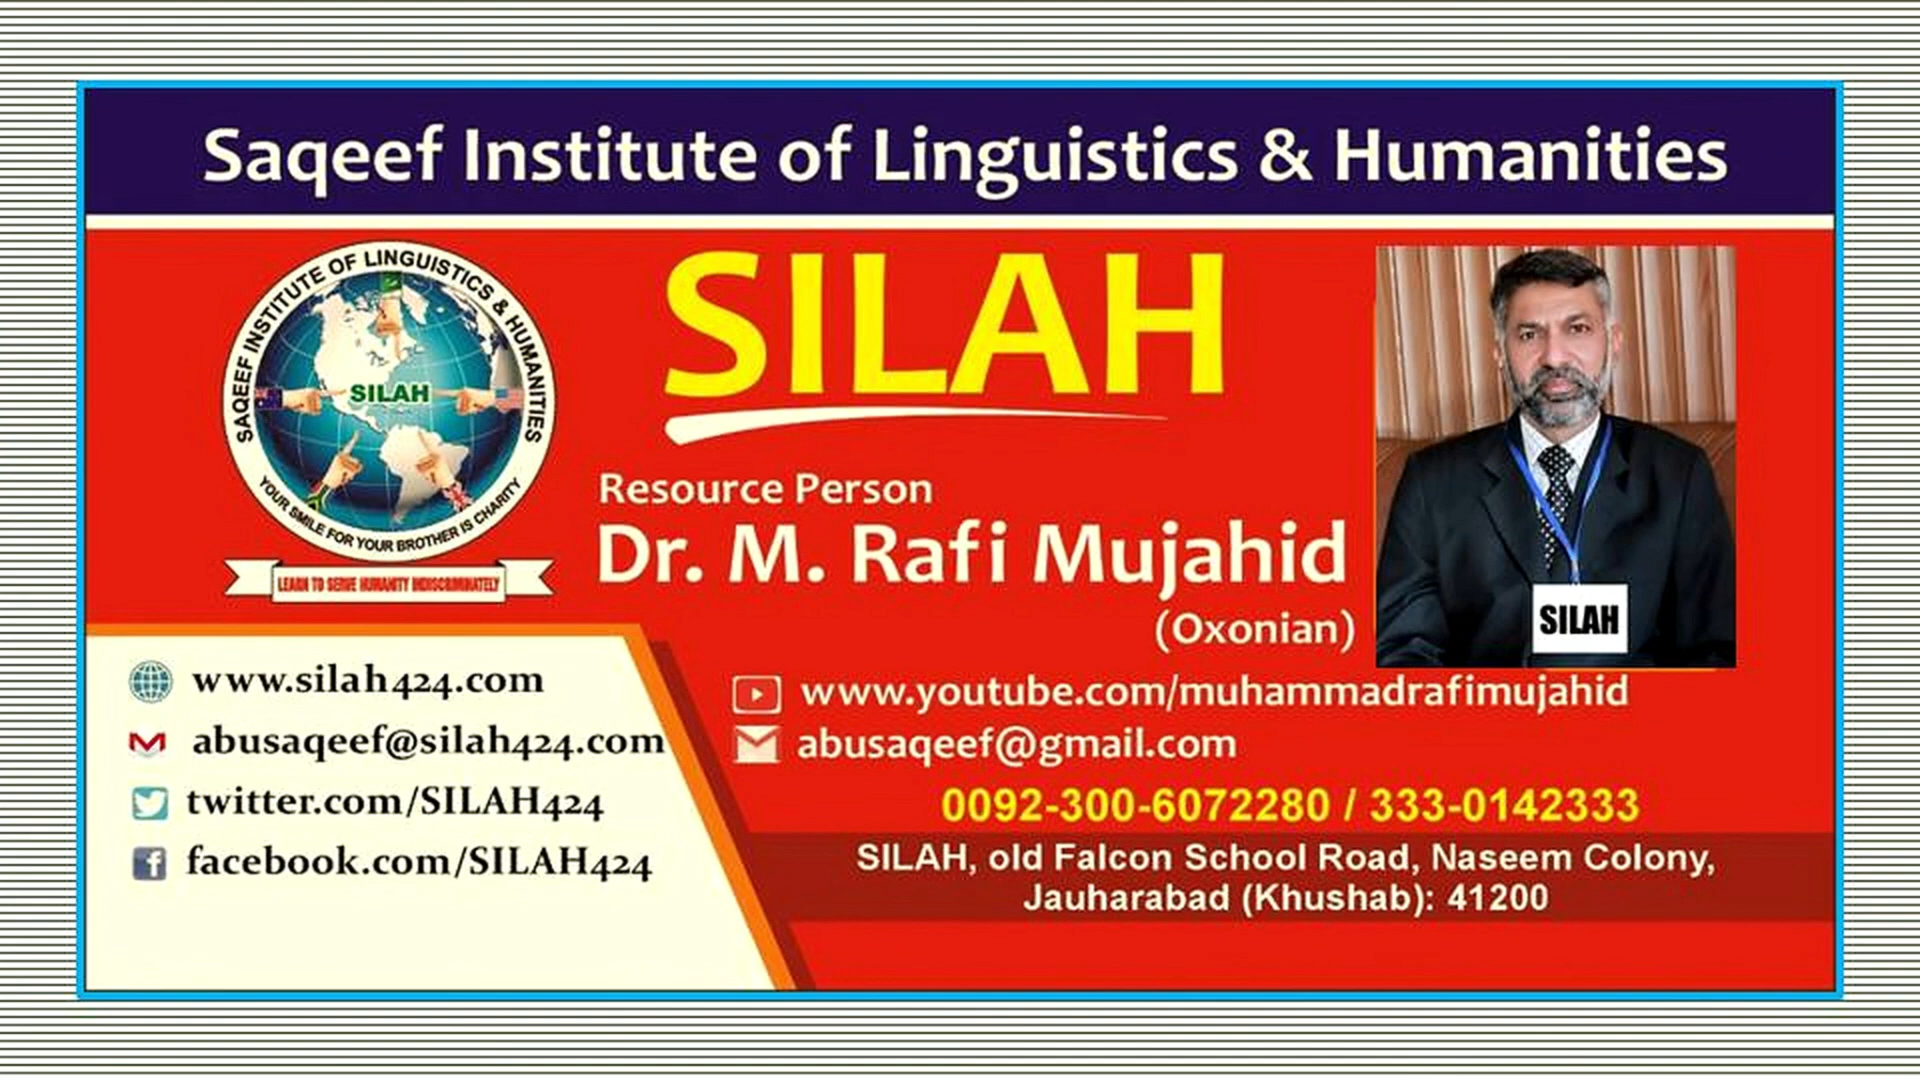 Saqeef Institute of Linguistics & Humanities
SAQEEF INSTITUTE OF LINGUISTICS & HUMANITIES
SILAH
YOUR SMILE FOR YOUR BROTHER IS CHARITY
LEARN TO SERVE HUMANITY INDISCRIMINATELY
SILAH
Resource Person
Dr. M. Rafi Mujahid
(Oxonian)
SILAH
www.silah424.com
abusaqeef@silah424.com
twitter.com/SILAH424
facebook.com/SILAH424
www.youtube.com/muhammadrafimujahid
abusaqeef@gmail.com
0092-300-6072280 / 333-0142333
SILAH, old Falcon School Road, Naseem Colony,
Jauharabad (Khushab): 41200